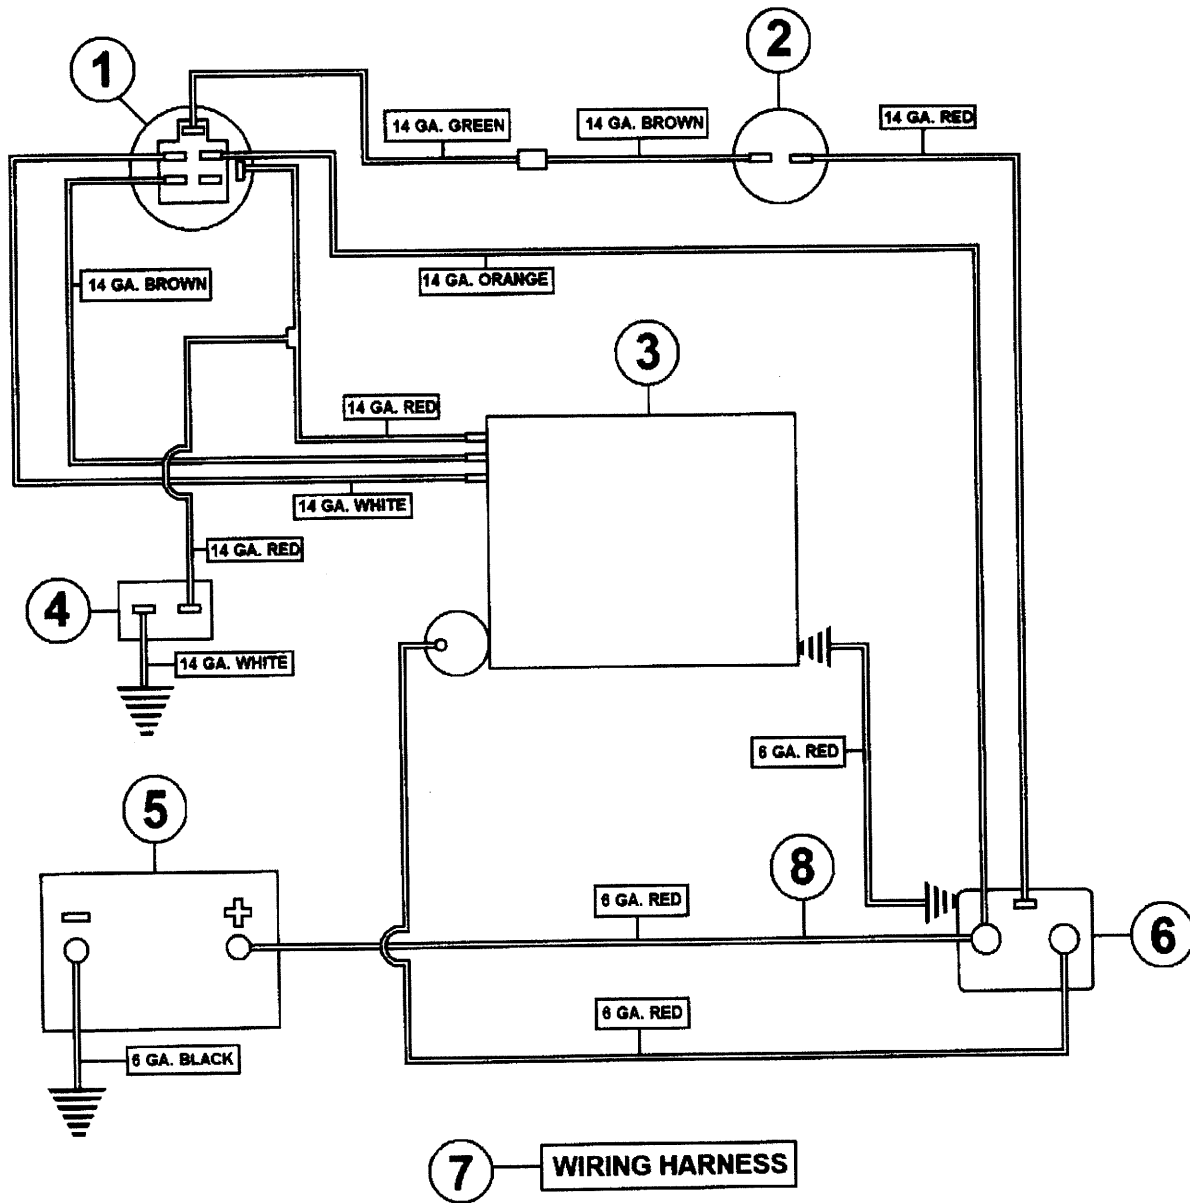 1
2
14 GA. GREEN
14 GA. BROWN
14 GA. RED
14 GA. BROWN
14 GA. ORANGE
3
14 GA. RED
14 GA. WHITE
14 GA. RED
4
14 GA. WHITE
6 GA. RED
5
8
6 GA. RED
6
6 GA. RED
6 GA. BLACK
7
WIRING HARNESS